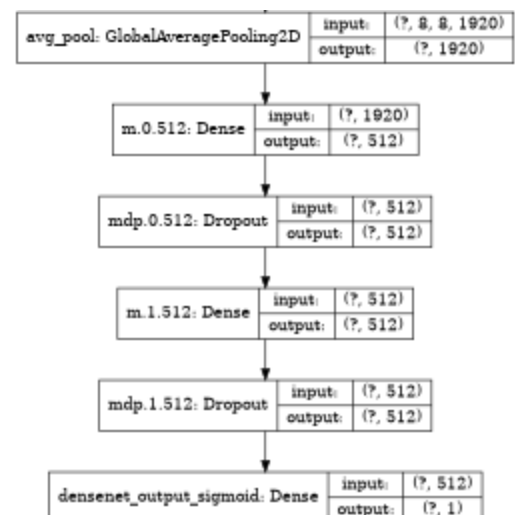 avg_pool: GlobalAveragePooling2D
input: (?, 8, 8, 1920)
output: (?, 1920)
m.0.512: Dense
input: (?, 1920)
output: (?, 512)
mdp.0.512: Dropout
input: (?, 512)
output: (?, 512)
m.1.512: Dense
input: (?, 512)
output: (?, 512)
mdp.1.512: Dropout
input: (?, 512)
output: (?, 512)
densenet_output_sigmoid: Dense
input: (?, 512)
output: (?, 1)